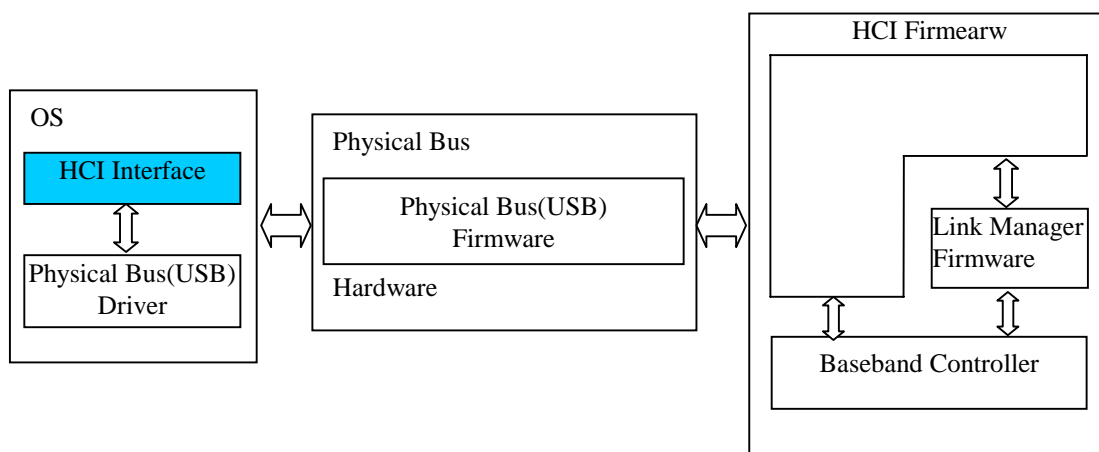 OS
HCI Interface
Physical Bus(USB)
Driver
Physical Bus
Physical Bus(USB)
Firmware
Hardware
HCI Firmearw
Link Manager
Firmware
Baseband Controller